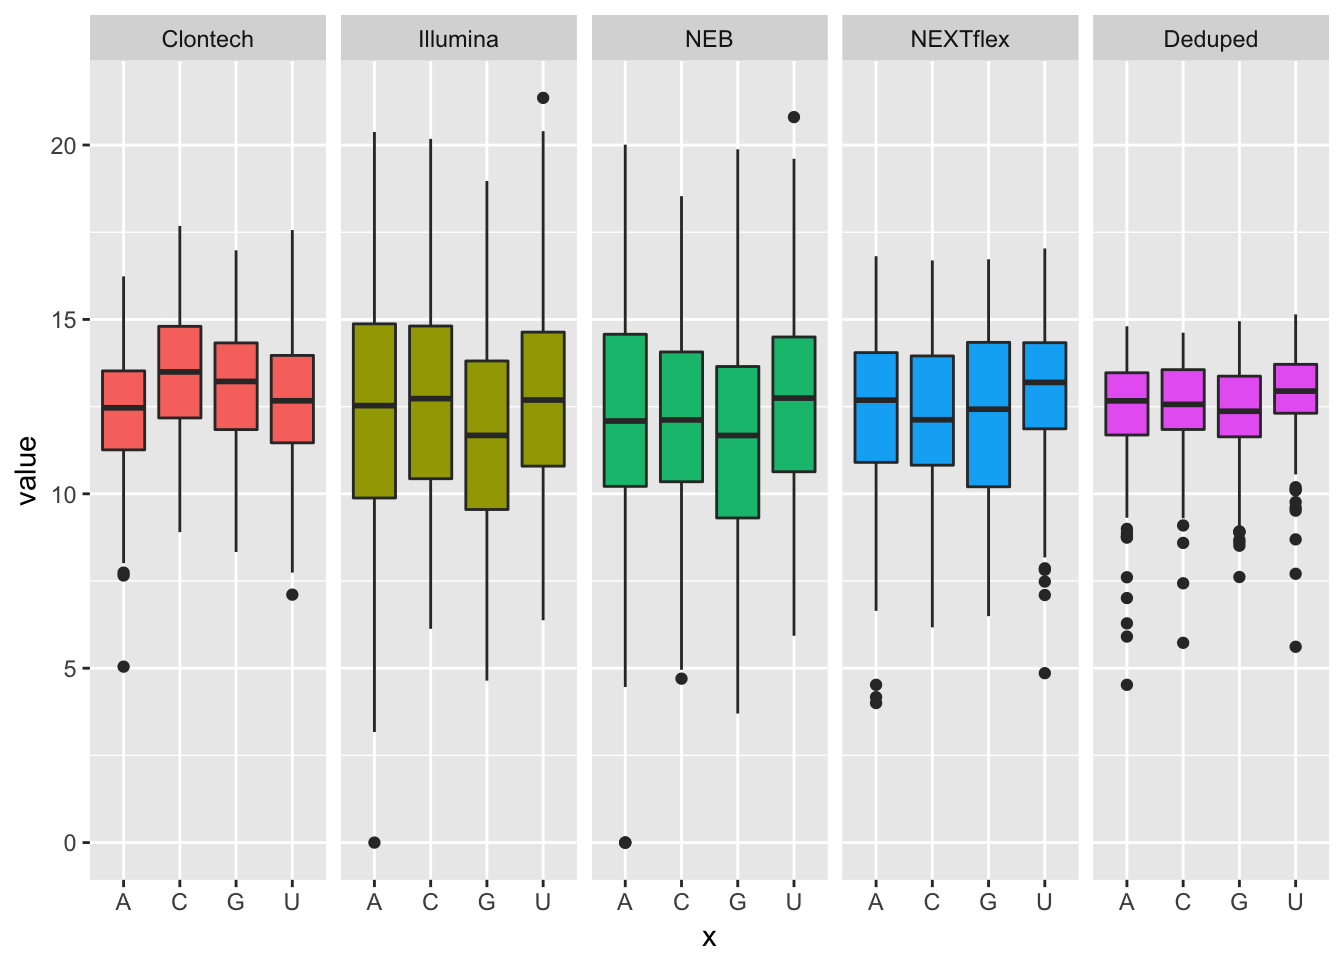 Clontech Illumina NEB NEXTflex Deduped
20
15
10
5
0
value
A C G U A C G U A C G U A C G U A C G U
x